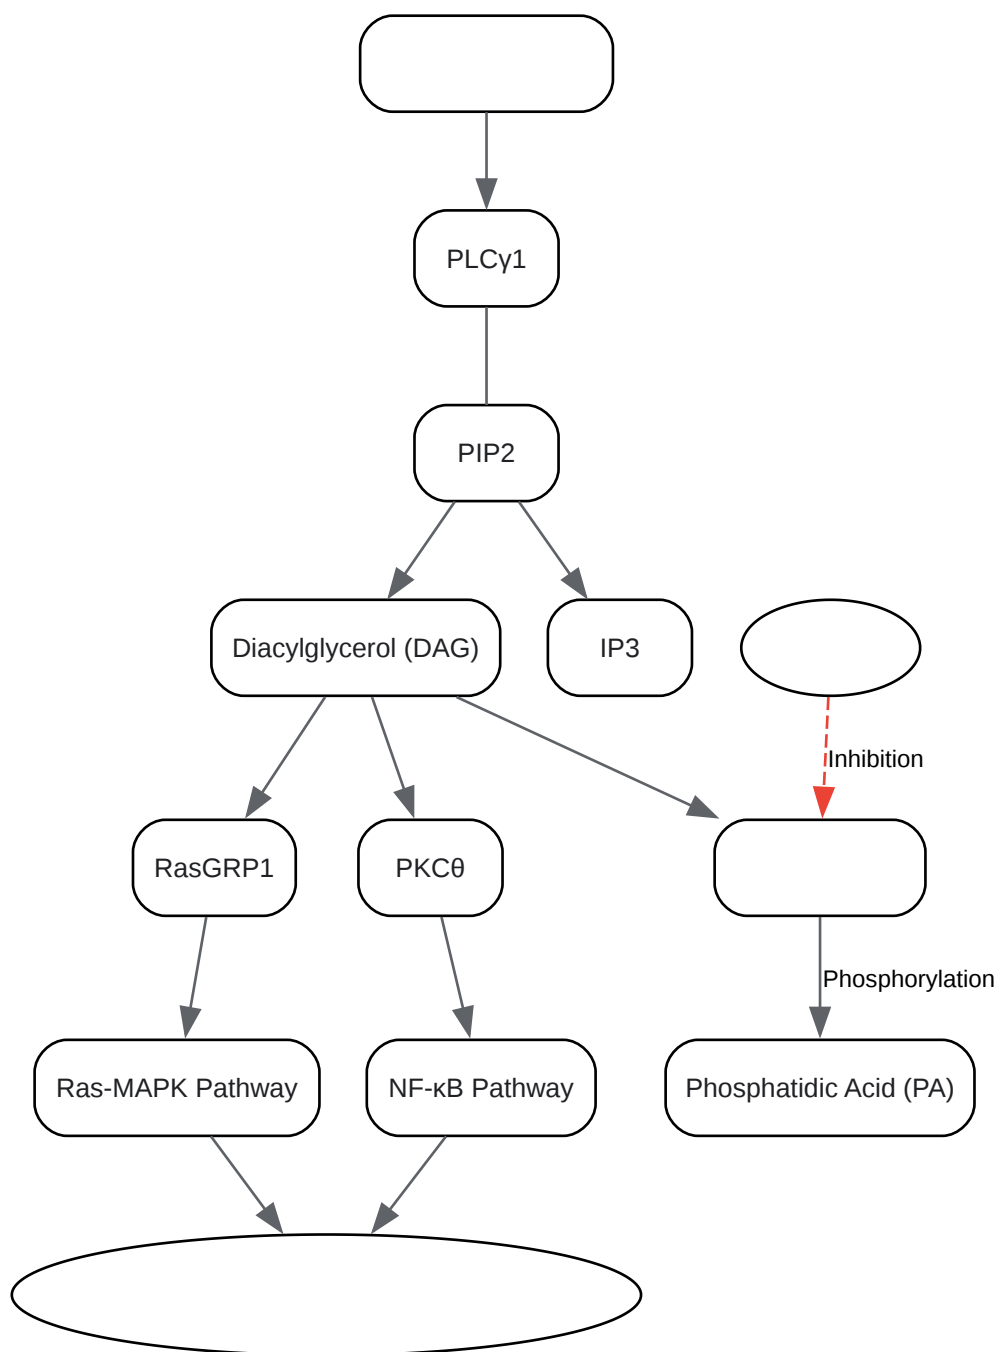 PLCγ1
PIP2
Diacylglycerol (DAG)
IP3
Inhibition
RasGRP1
PKCθ
Phosphorylation
Ras-MAPK Pathway
NF-κB Pathway
Phosphatidic Acid (PA)